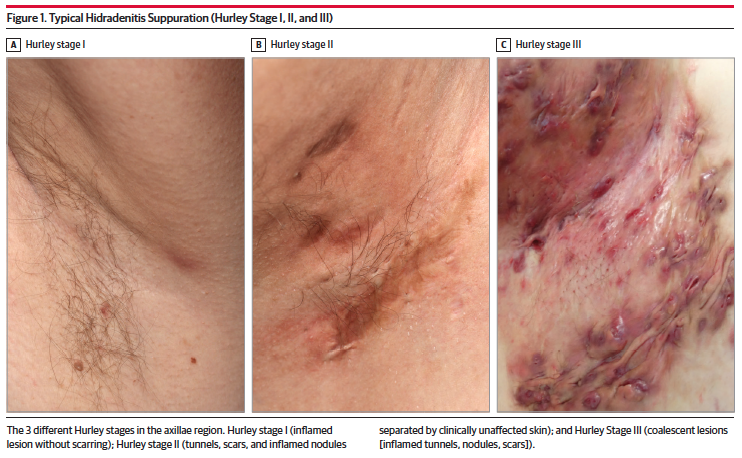 Figure 1. Typical Hidradenitis Suppuration (Hurley Stage I, II, and III)
A Hurley stage I
B Hurley stage II
C Hurley stage III
The 3 different Hurley stages in the axillae region. Hurley stage I (inflamed
lesion without scarring); Hurley stage II (tunnels, scars, and inflamed nodules
separated by clinically unaffected skin); and Hurley Stage III (coalescent lesions
[inflamed tunnels, nodules, scars]).